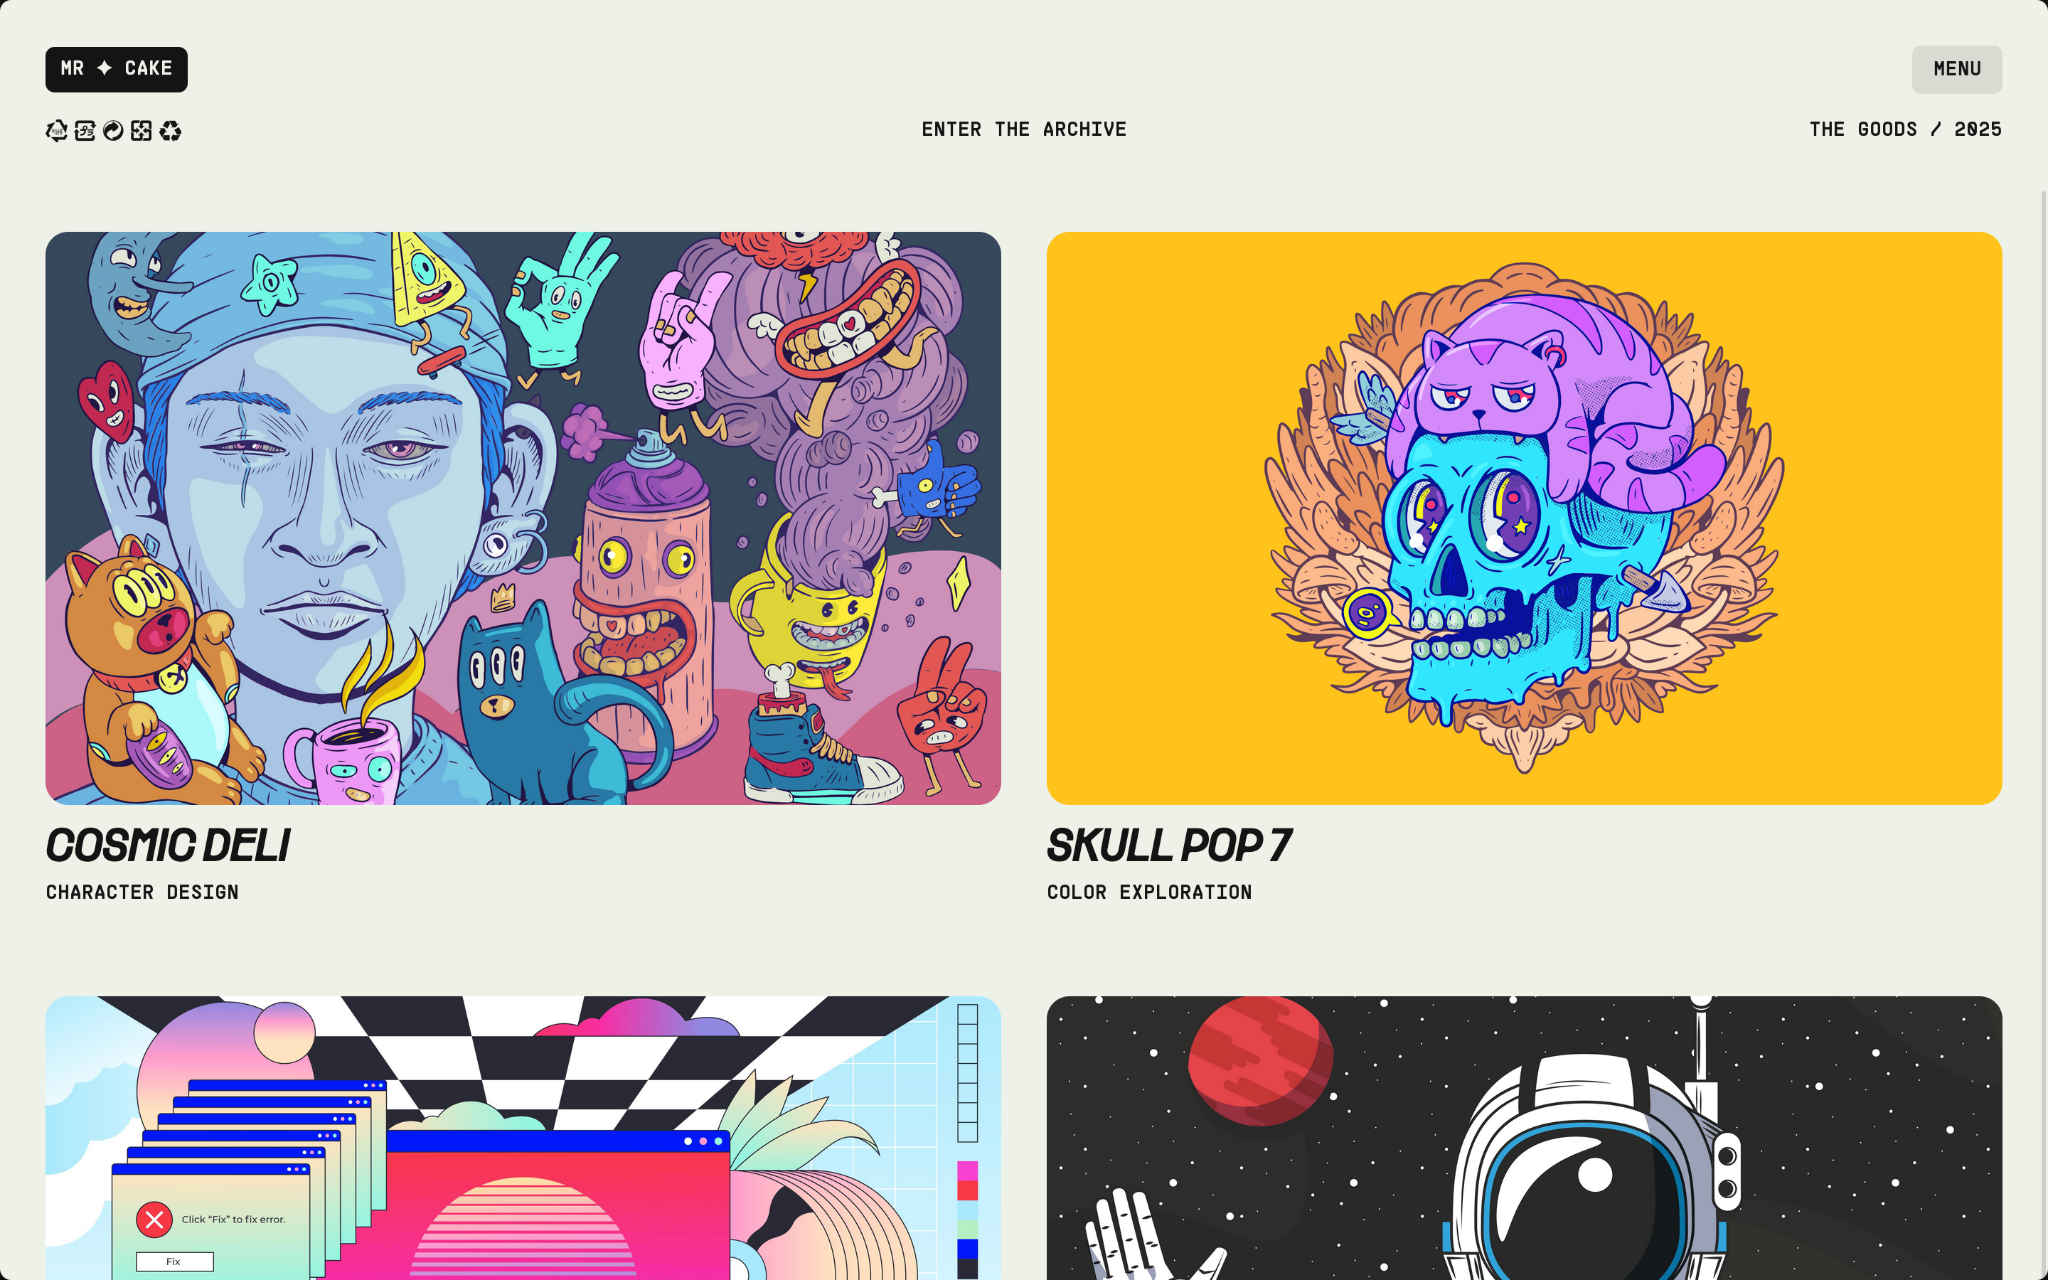 MR ✦ CAKE
MENU
ENTER THE ARCHIVE
THE GOODS / 2025
COSMIC DELI
CHARACTER DESIGN
SKULL POP 7
COLOR EXPLORATION
Click “Fix” to fix error.
Fix